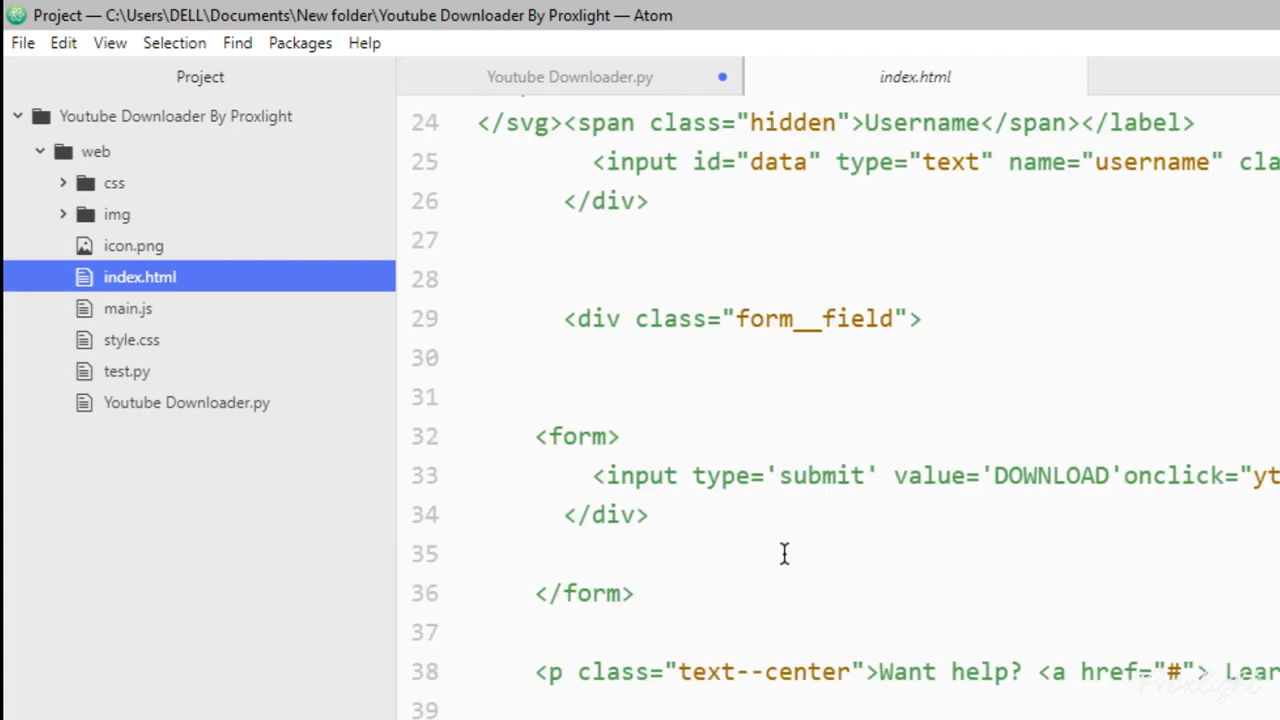 Project — C:\Users\DELL\Documents\New folder\Youtube Downloader By Proxlight — Atom
File Edit View Selection Find Packages Help
Project
Youtube Downloader By Proxlight
web
css
img
icon.png
index.html
main.js
style.css
test.py
Youtube Downloader.py
Youtube Downloader.py
index.html
24 </svg><span class="hidden">Username</span></label>
25 <input id="data" type="text" name="username" cla
26 </div>
27
28
29 <div class="form__field">
30
31
32 <form>
33 <input type='submit' value='DOWNLOAD'onclick="yt
34 </div>
35
36 </form>
37
38 <p class="text--center">Want help? <a href="#"> Lear
39
Proxlight